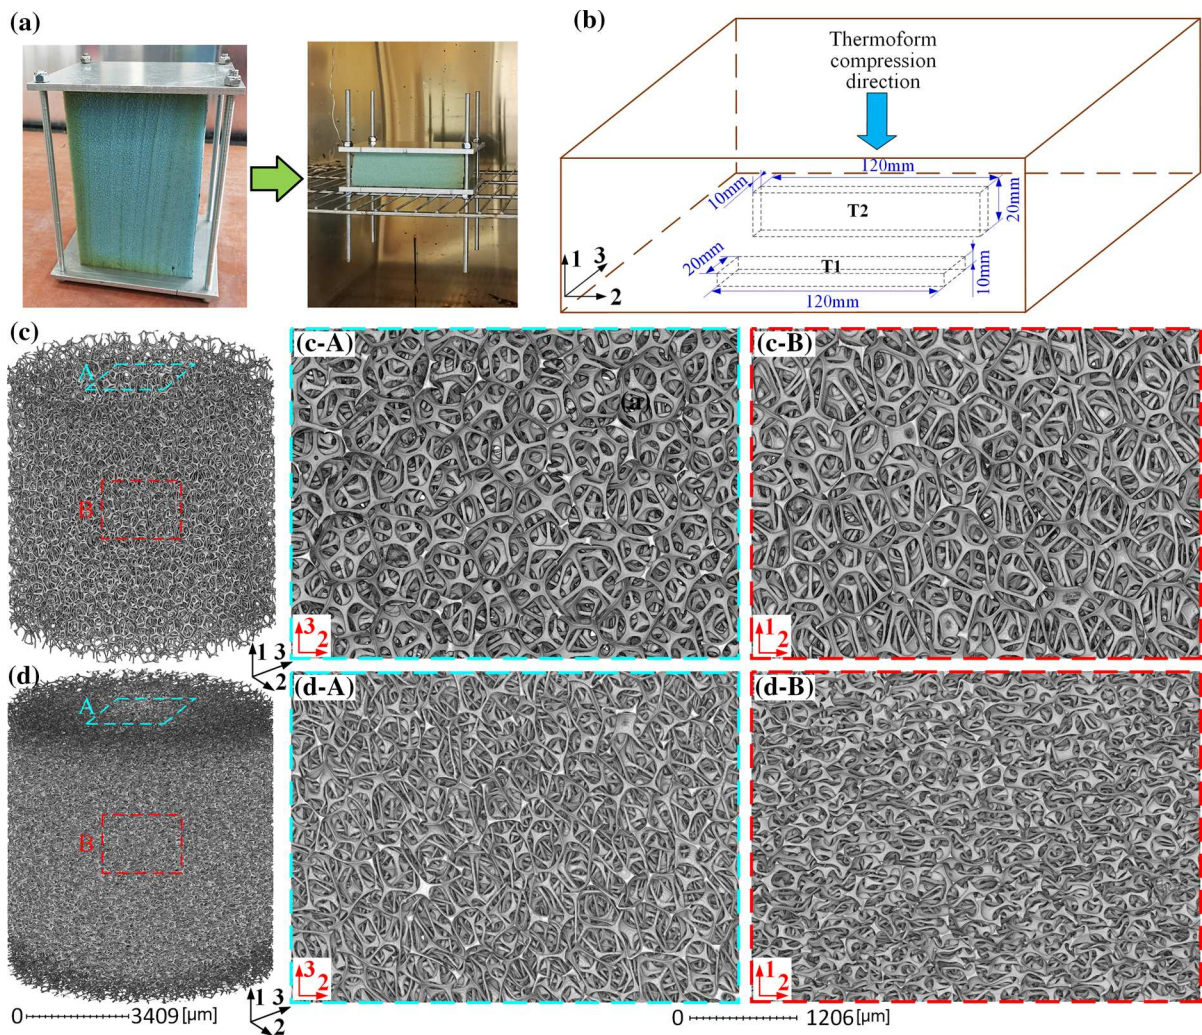 (a)
(b)
Thermoform
compression
direction
120mm
10mm
T2
20mm
1
3
2
20mm
T1
10mm
120mm
(c)
A
B
1 3
2
(c-A)
(a)
3
2
(c-B)
1
2
(d)
A
B
1 3
2
(d-A)
3
2
(d-B)
1
2
0 3409 [µm]
0 1206 [µm]